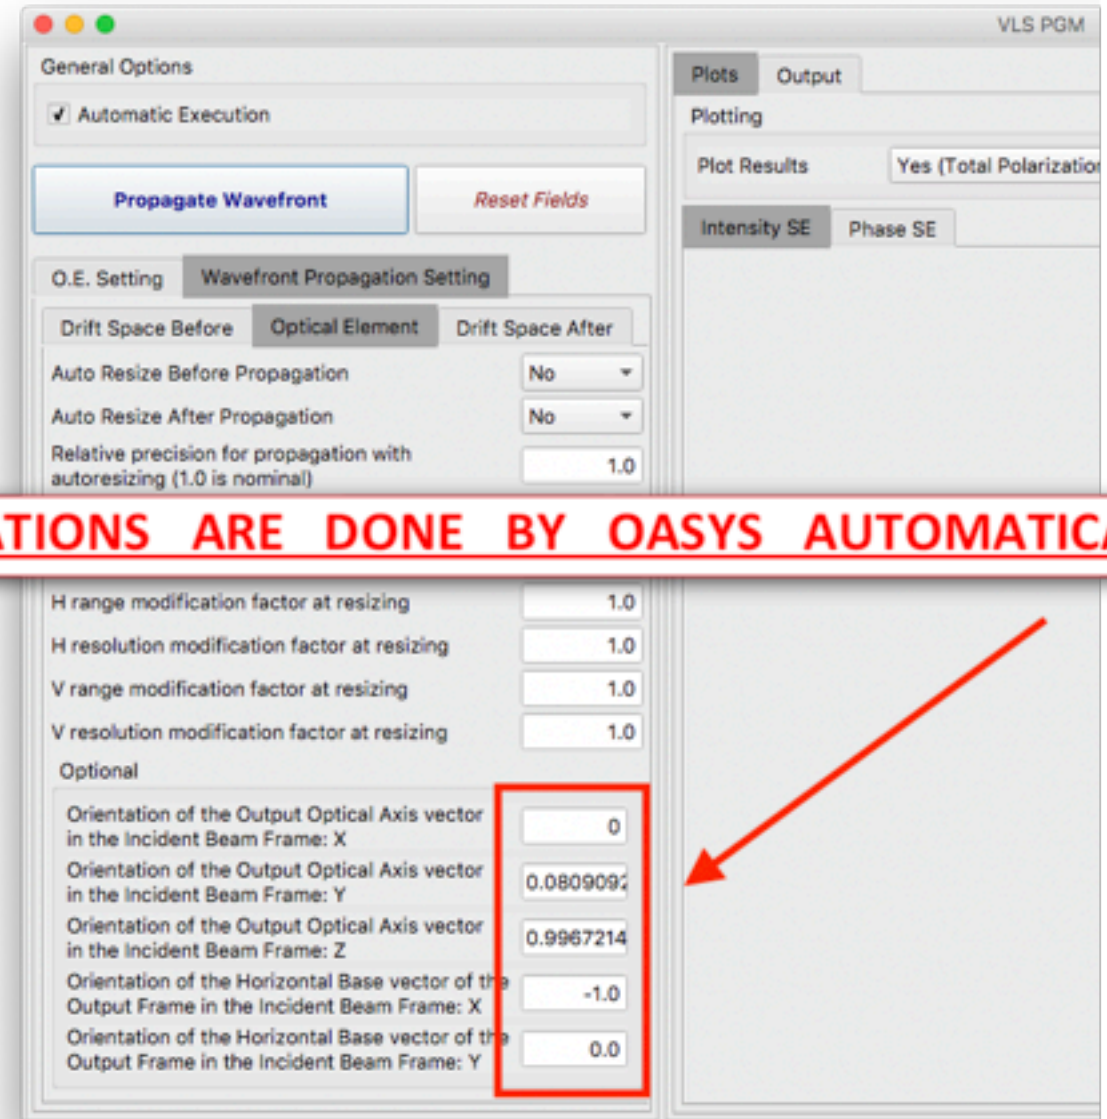 VLS PGM
General Options
Automatic Execution
Propagate Wavefront
Reset Fields
O.E. Setting
Wavefront Propagation Setting
Drift Space Before
Optical Element
Drift Space After
Auto Resize Before Propagation
No
Auto Resize After Propagation
No
Relative precision for propagation with
autoresizing (1.0 is nominal)
1.0
Plots
Output
Plotting
Plot Results
Yes (Total Polarization
Intensity SE
Phase SE
ATIONS ARE DONE BY OASYS AUTOMATICA
H range modification factor at resizing
1.0
H resolution modification factor at resizing
1.0
V range modification factor at resizing
1.0
V resolution modification factor at resizing
1.0
Optional
Orientation of the Output Optical Axis vector
in the Incident Beam Frame: X
0
Orientation of the Output Optical Axis vector
in the Incident Beam Frame: Y
0.0809092
Orientation of the Output Optical Axis vector
in the Incident Beam Frame: Z
0.9967214
Orientation of the Horizontal Base vector of the
Output Frame in the Incident Beam Frame: X
-1.0
Orientation of the Horizontal Base vector of the
Output Frame in the Incident Beam Frame: Y
0.0